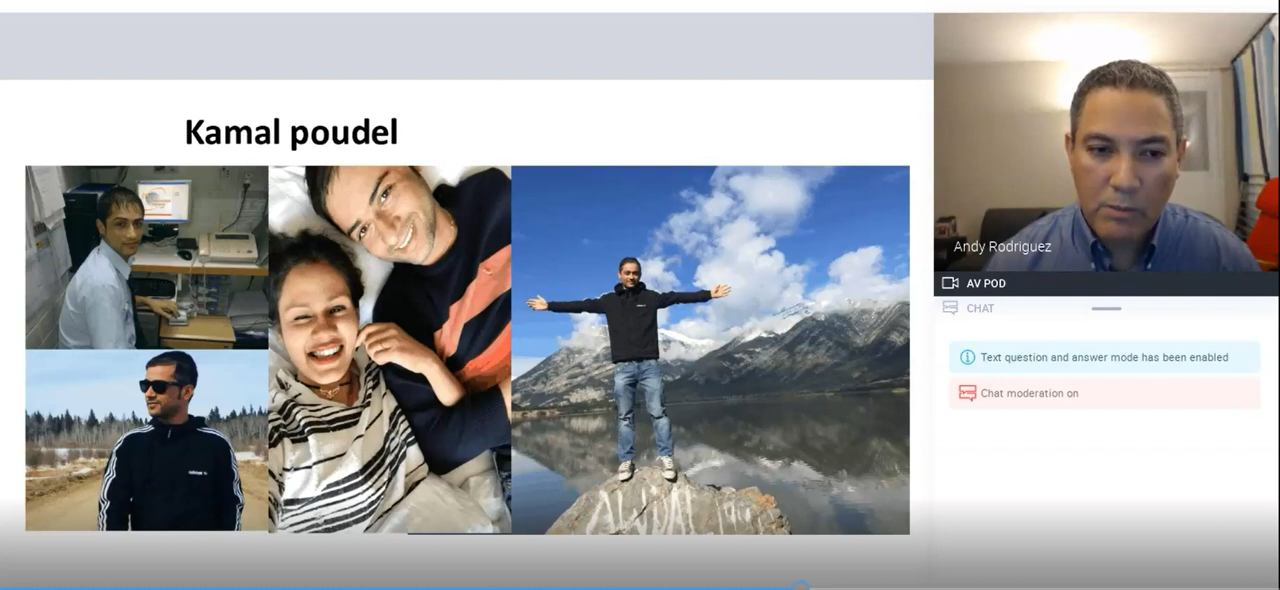 Kamal poudel
Andy Rodriguez
AV POD
CHAT
Text question and answer mode has been enabled
Chat moderation on